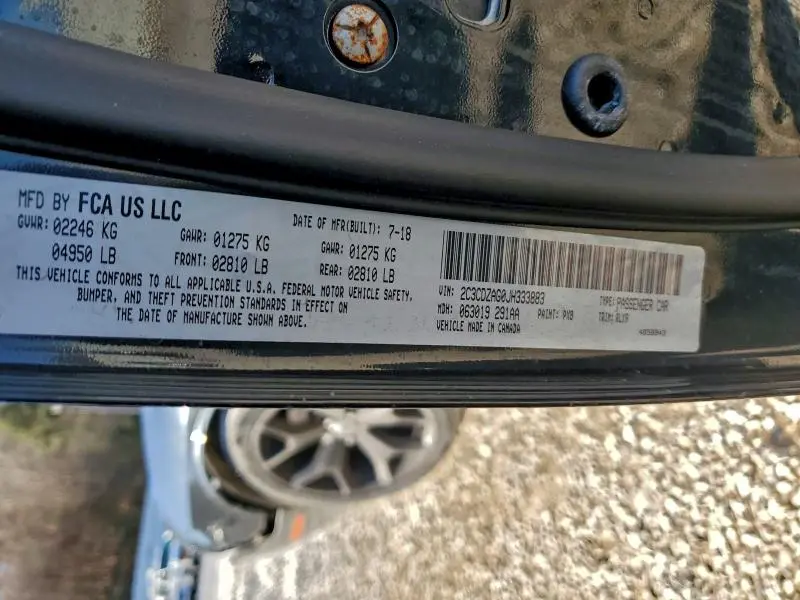 MFD BY FCA US LLC
DATE OF MFR(BUILT): 7-18
GVWR: 02246 KG GAWR: 01275 KG GAWR: 01275 KG
04950 LB FRONT: 02810 LB REAR: 02810 LB
THIS VEHICLE CONFORMS TO ALL APPLICABLE U.S.A. FEDERAL MOTOR VEHICLE SAFETY,
BUMPER, AND THEFT PREVENTION STANDARDS IN EFFECT ON
THE DATE OF MANUFACTURE SHOWN ABOVE.
VIN: 2C3CDZAG0JH333883 TYPE: PASSENGER CAR
MDH: 063019 291AA PAINT: PX8 TRIM: RLX9
VEHICLE MADE IN CANADA